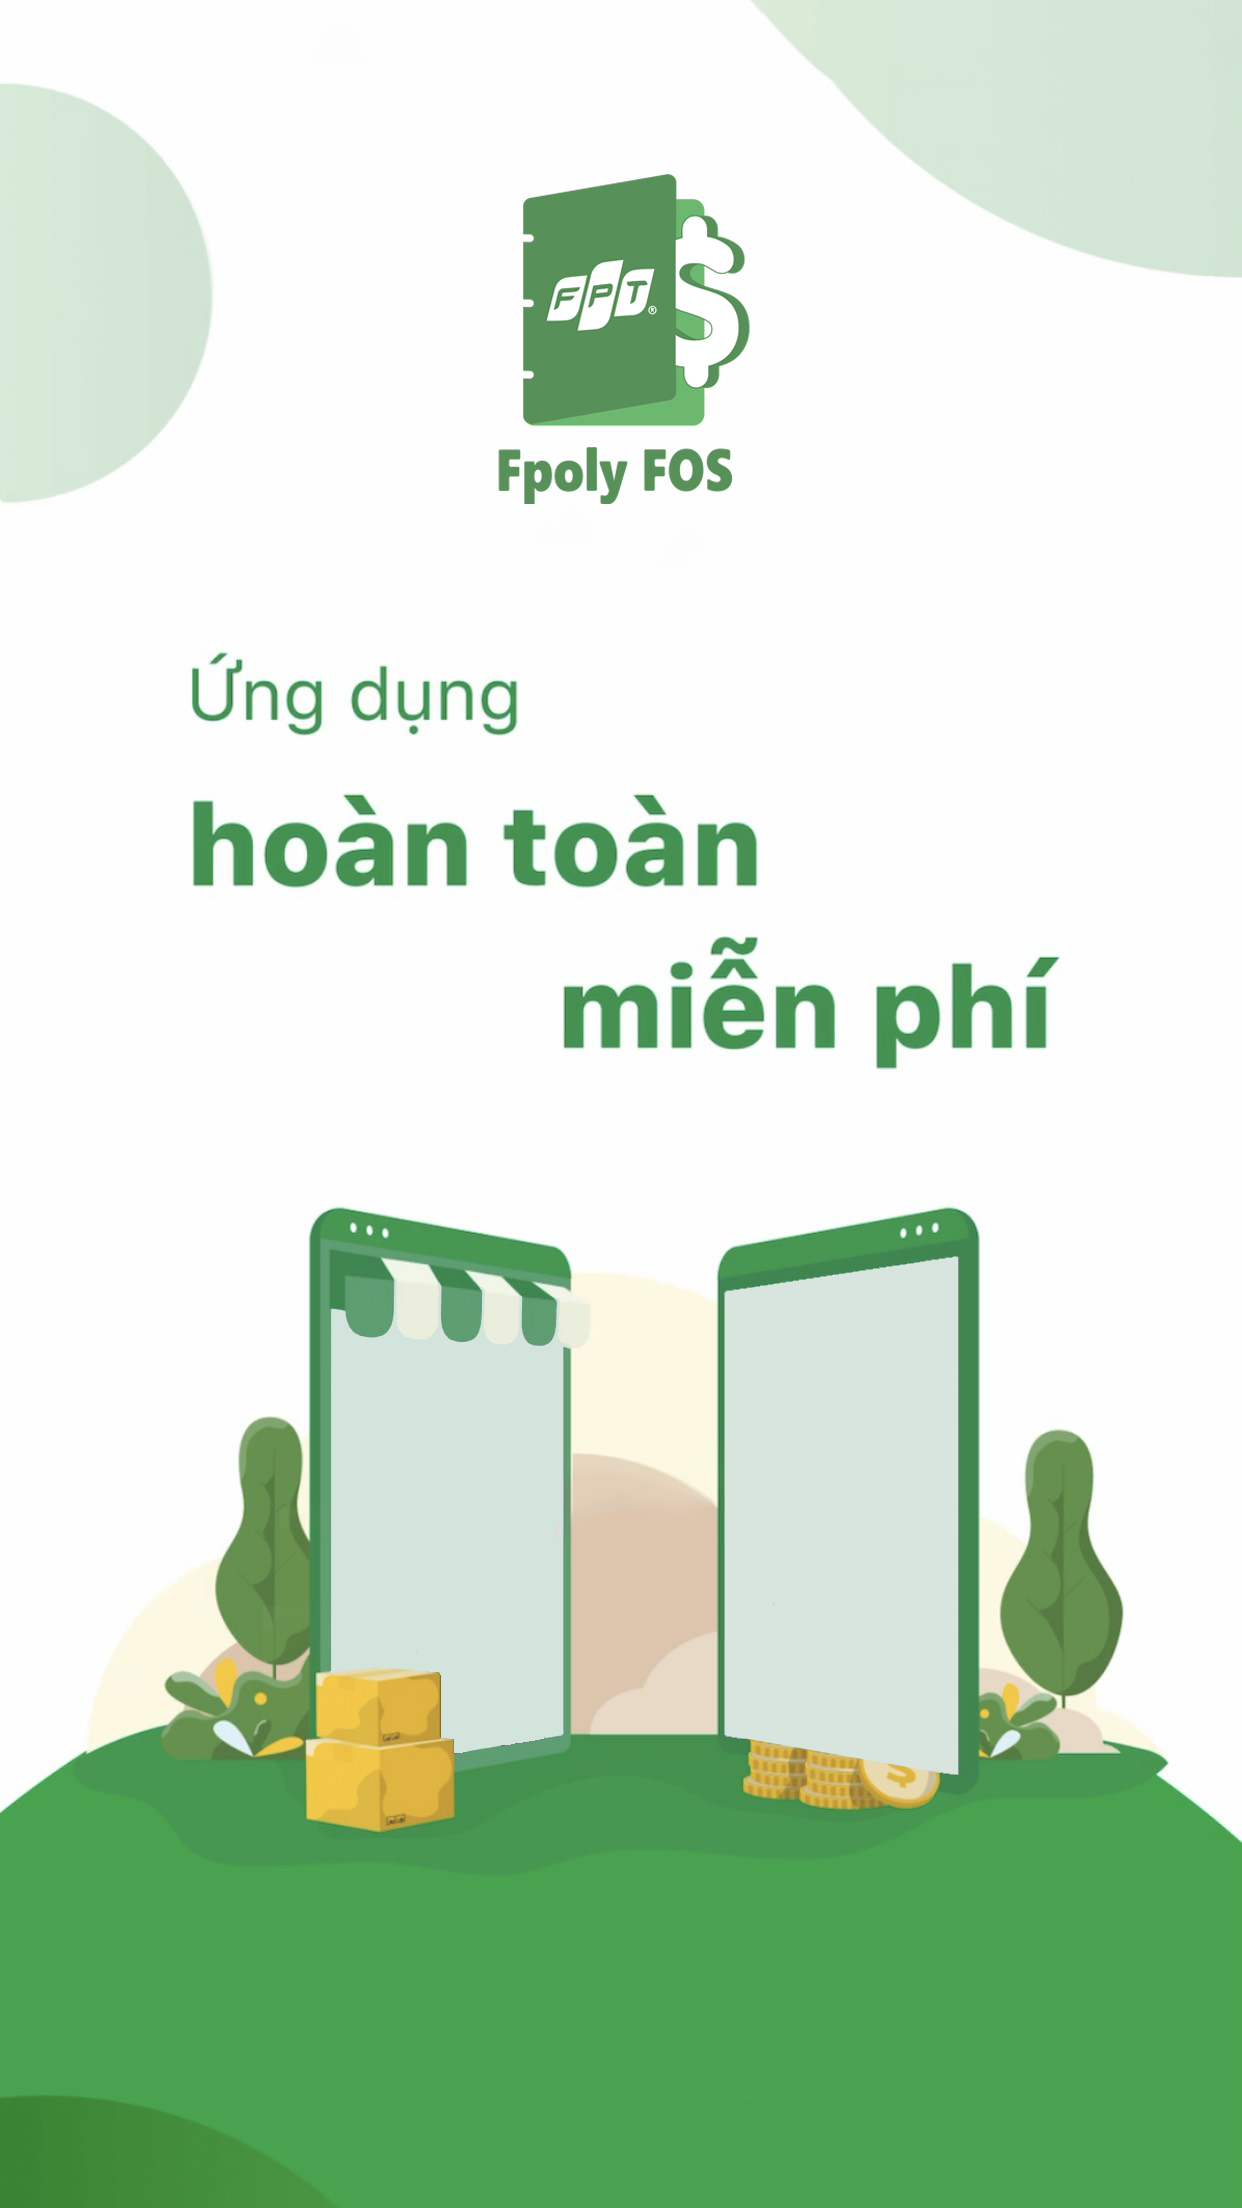 FPT®
$
Fpoly FOS
Ứng dụng
hoàn toàn
miễn phí
$